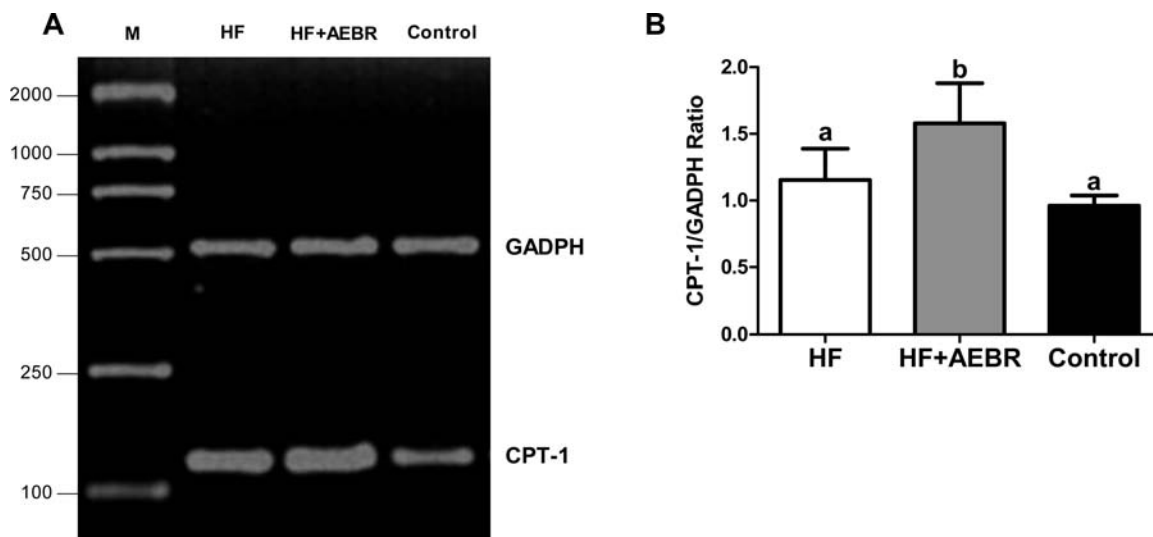 A
M HF HF+AEBR Control
2000
1000
750
500
250
100
GADPH
CPT-1
B
CPT-1/GADPH Ratio
2.0
1.5
1.0
0.5
0.0
a
b
a
HF HF+AEBR Control